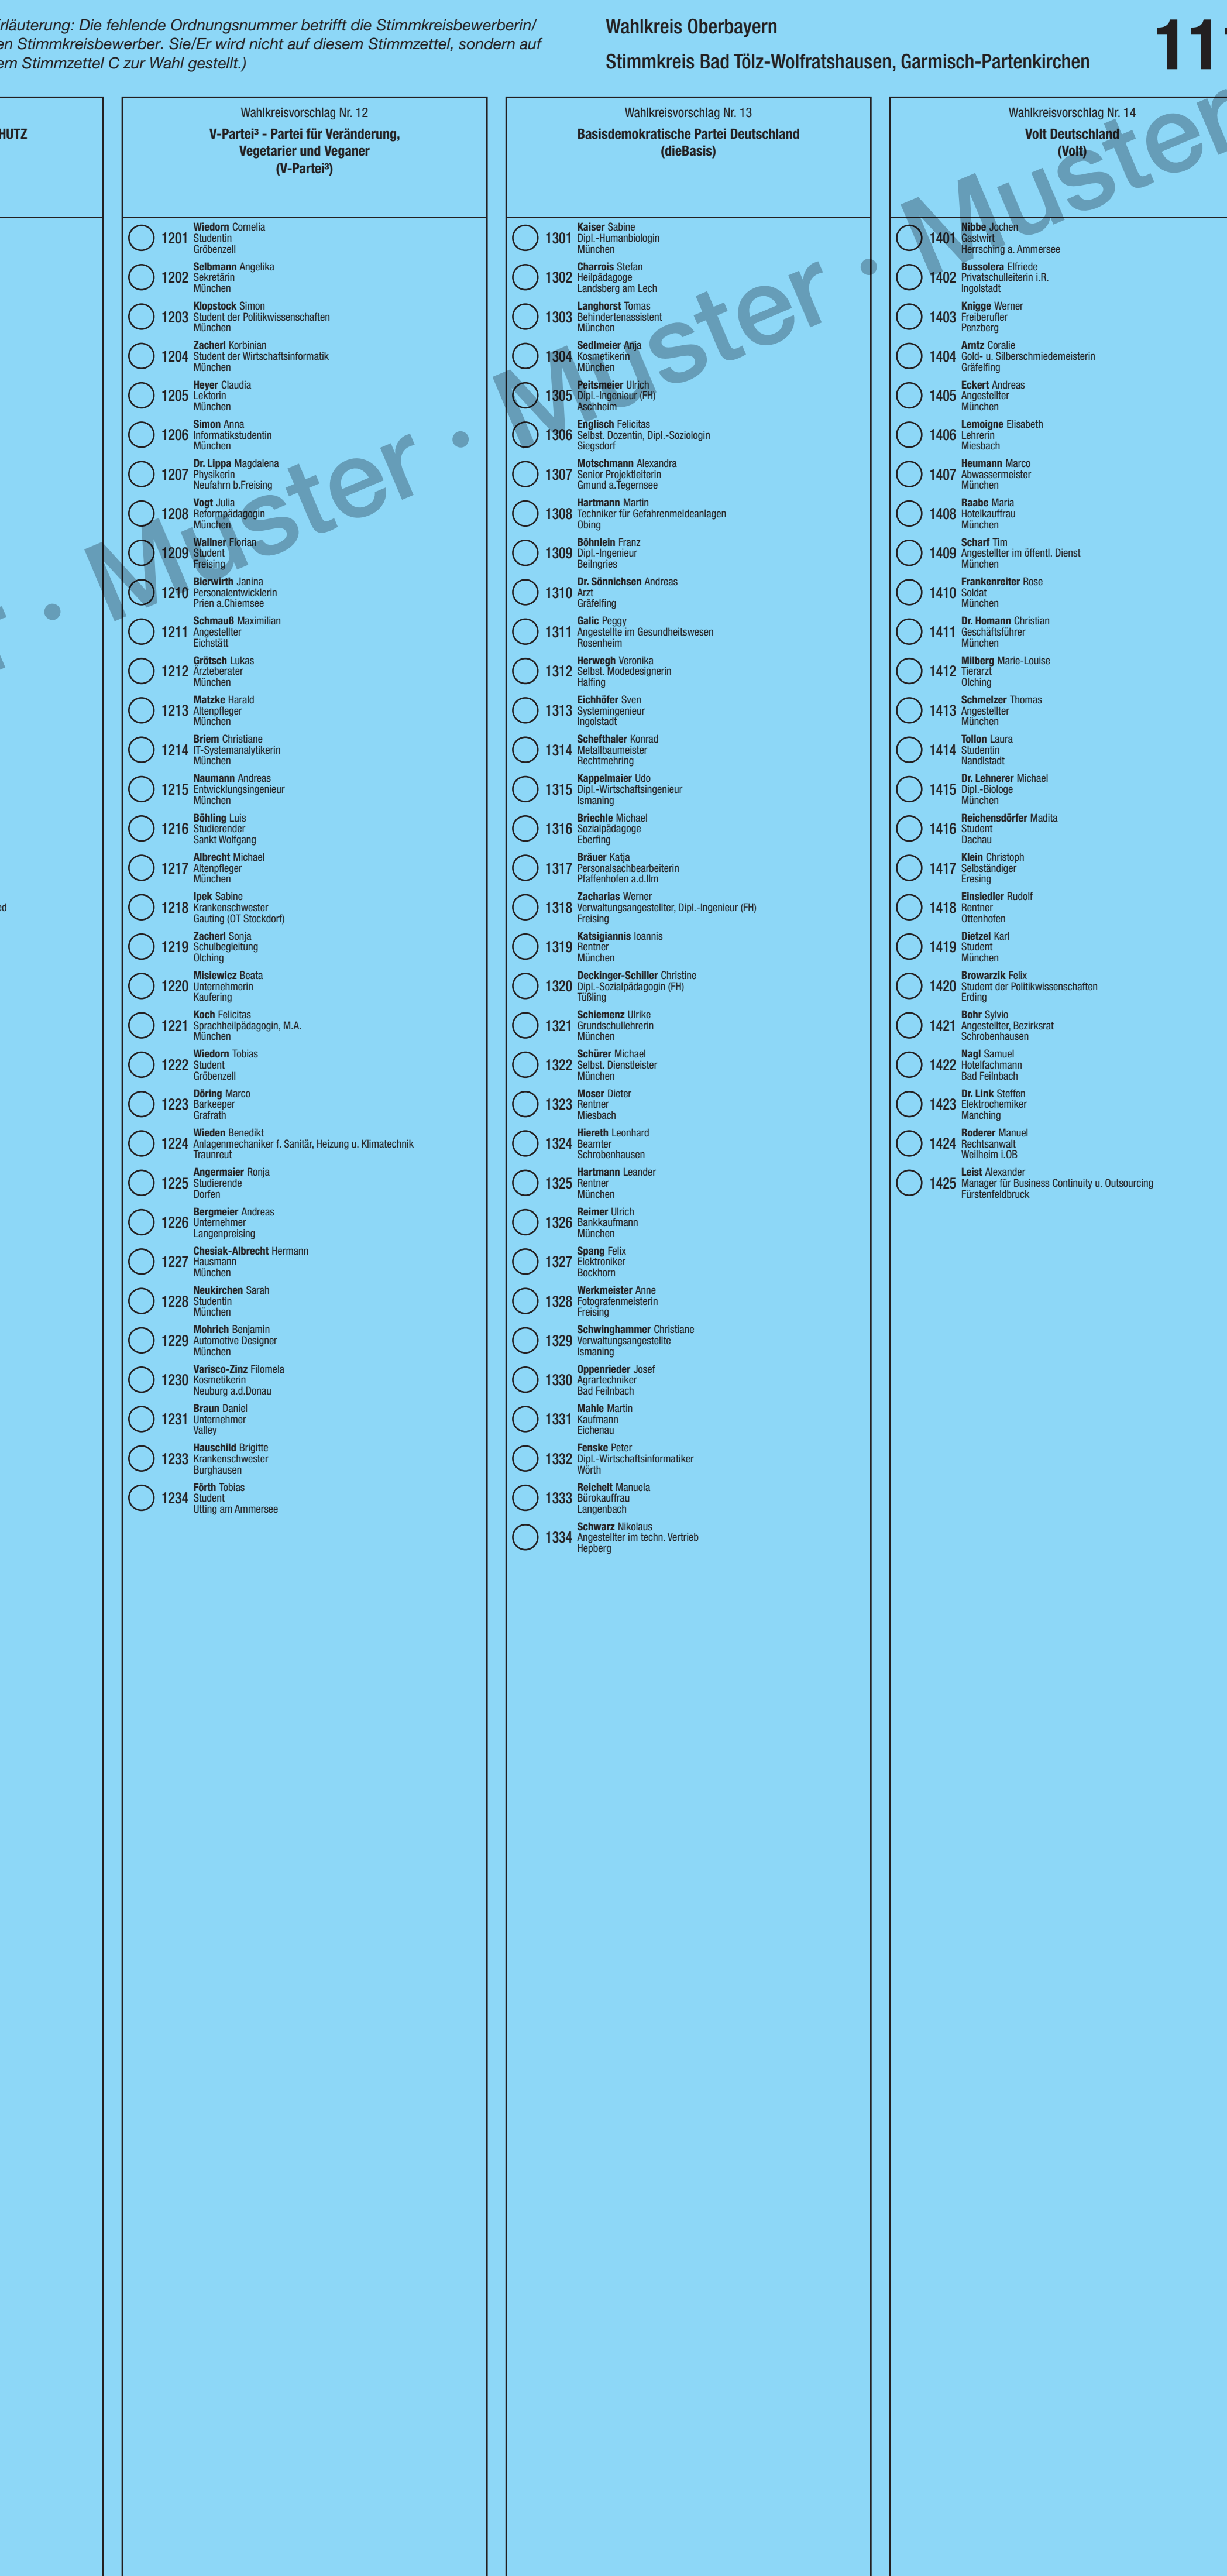 rläuterung: Die fehlende Ordnungsnummer betrifft die Stimmkreisbewerberin/
en Stimmkreisbewerber. Sie/Er wird nicht auf diesem Stimmzettel, sondern auf
em Stimmzettel C zur Wahl gestellt.)
Wahlkreis Oberbayern
Stimmkreis Bad Tölz-Wolfratshausen, Garmisch-Partenkirchen
111
HUTZ
ed
Wahlkreisvorschlag Nr. 12
V-Partei³ - Partei für Veränderung,
Vegetarier und Veganer
(V-Partei³)
1201 Wiedorn Cornelia
Studentin
Gröbenzell
1202 Selbmann Angelika
Sekretärin
München
1203 Klopstock Simon
Student der Politikwissenschaften
München
1204 Zacherl Korbinian
Student der Wirtschaftsinformatik
München
1205 Heyer Claudia
Lektorin
München
1206 Simon Anna
Informatikstudentin
München
1207 Dr. Lippa Magdalena
Physikerin
Neufahrn b.Freising
1208 Vogt Julia
Reformpädagogin
München
1209 Wallner Florian
Student
Freising
1210 Bierwirth Janina
Personalentwicklerin
Prien a.Chiemsee
1211 Schmauß Maximilian
Angestellter
Eichstätt
1212 Grötsch Lukas
Ärzteberater
München
1213 Matzke Harald
Altenpfleger
München
1214 Briem Christiane
IT-Systemanalytikerin
München
1215 Naumann Andreas
Entwicklungsingenieur
München
1216 Böhling Luis
Studierender
Sankt Wolfgang
1217 Albrecht Michael
Altenpfleger
München
1218 Ipek Sabine
Krankenschwester
Gauting (OT Stockdorf)
1219 Zacherl Sonja
Schulbegleitung
Olching
1220 Misiewicz Beata
Unternehmerin
Kaufering
1221 Koch Felicitas
Sprachheilpädagogin, M.A.
München
1222 Wiedorn Tobias
Student
Gröbenzell
1223 Döring Marco
Barkeeper
Grafrath
1224 Wieden Benedikt
Anlagenmechaniker f. Sanitär, Heizung u. Klimatechnik
Traunreut
1225 Angermaier Ronja
Studierende
Dorfen
1226 Bergmeier Andreas
Unternehmer
Langenpreising
1227 Chesiak-Albrecht Hermann
Hausmann
München
1228 Neukirchen Sarah
Studentin
München
1229 Mohrich Benjamin
Automotive Designer
München
1230 Varisco-Zinz Filomela
Kosmetikerin
Neuburg a.d.Donau
1231 Braun Daniel
Unternehmer
Valley
1233 Hauschild Brigitte
Krankenschwester
Burghausen
1234 Förth Tobias
Student
Utting am Ammersee
Wahlkreisvorschlag Nr. 13
Basisdemokratische Partei Deutschland
(dieBasis)
1301 Kaiser Sabine
Dipl.-Humanbiologin
München
1302 Charrois Stefan
Heilpädagoge
Landsberg am Lech
1303 Langhorst Tomas
Behindertenassistent
München
1304 Sedlmeier Anja
Kosmetikerin
München
1305 Peitsmeier Ulrich
Dipl.-Ingenieur (FH)
Aschheim
1306 Englisch Felicitas
Selbst. Dozentin, Dipl.-Soziologin
Siegsdorf
1307 Motschmann Alexandra
Senior Projektleiterin
Gmund a.Tegernsee
1308 Hartmann Martin
Techniker für Gefahrenmeldeanlagen
Obing
1309 Böhnlein Franz
Dipl.-Ingenieur
Beilngries
1310 Dr. Sönnichsen Andreas
Arzt
Gräfelfing
1311 Galic Peggy
Angestellte im Gesundheitswesen
Rosenheim
1312 Herwegh Veronika
Selbst. Modedesignerin
Halfing
1313 Eichhöfer Sven
Systemingenieur
Ingolstadt
1314 Schefthaler Konrad
Metallbaumeister
Rechtmehring
1315 Kappelmaier Udo
Dipl.-Wirtschaftsingenieur
Ismaning
1316 Briechle Michael
Sozialpädagoge
Eberfing
1317 Bräuer Katja
Personalsachbearbeiterin
Pfaffenhofen a.d.Ilm
1318 Zacharias Werner
Verwaltungsangestellter, Dipl.-Ingenieur (FH)
Freising
1319 Katsigiannis Ioannis
Rentner
München
1320 Deckinger-Schiller Christine
Dipl.-Sozialpädagogin (FH)
Tüßling
1321 Schiemenz Ulrike
Grundschullehrerin
München
1322 Schürer Michael
Selbst. Dienstleister
München
1323 Moser Dieter
Rentner
Miesbach
1324 Hiereth Leonhard
Beamter
Schrobenhausen
1325 Hartmann Leander
Rentner
München
1326 Reimer Ulrich
Bankkaufmann
München
1327 Spang Felix
Elektroniker
Bockhorn
1328 Werkmeister Anne
Fotografenmeisterin
Freising
1329 Schwinghammer Christiane
Verwaltungsangestellte
Ismaning
1330 Oppenrieder Josef
Agrartechniker
Bad Feilnbach
1331 Mahle Martin
Kaufmann
Eichenau
1332 Fenske Peter
Dipl.-Wirtschaftsinformatiker
Wörth
1333 Reichelt Manuela
Bürokauffrau
Langenbach
1334 Schwarz Nikolaus
Angestellter im techn. Vertrieb
Hepberg
Wahlkreisvorschlag Nr. 14
Volt Deutschland
(Volt)
1401 Nibbe Jochen
Gastwirt
Herrsching a. Ammersee
1402 Bussolera Elfriede
Privatschulleiterin i.R.
Ingolstadt
1403 Knigge Werner
Freiberufler
Penzberg
1404 Arntz Coralie
Gold- u. Silberschmiedemeisterin
Gräfelfing
1405 Eckert Andreas
Angestellter
München
1406 Lemoigne Elisabeth
Lehrerin
Miesbach
1407 Heumann Marco
Abwassermeister
München
1408 Raabe Maria
Hotelkauffrau
München
1409 Scharf Tim
Angestellter im öffentl. Dienst
München
1410 Frankenreiter Rose
Soldat
München
1411 Dr. Homann Christian
Geschäftsführer
München
1412 Milberg Marie-Louise
Tierarzt
Olching
1413 Schmelzer Thomas
Angestellter
München
1414 Tollon Laura
Studentin
Nandlstadt
1415 Dr. Lehnerer Michael
Dipl.-Biologe
München
1416 Reichensdörfer Madita
Student
Dachau
1417 Klein Christoph
Selbständiger
Eresing
1418 Einsiedler Rudolf
Rentner
Ottenhofen
1419 Dietzel Karl
Student
München
1420 Browarzik Felix
Student der Politikwissenschaften
Erding
1421 Bohr Sylvio
Angestellter, Bezirksrat
Schrobenhausen
1422 Nagl Samuel
Hotelfachmann
Bad Feilnbach
1423 Dr. Link Steffen
Elektrochemiker
Manching
1424 Roderer Manuel
Rechtsanwalt
Weilheim i.OB
1425 Leist Alexander
Manager für Business Continuity u. Outsourcing
Fürstenfeldbruck
r · Muster · Muster · Muster